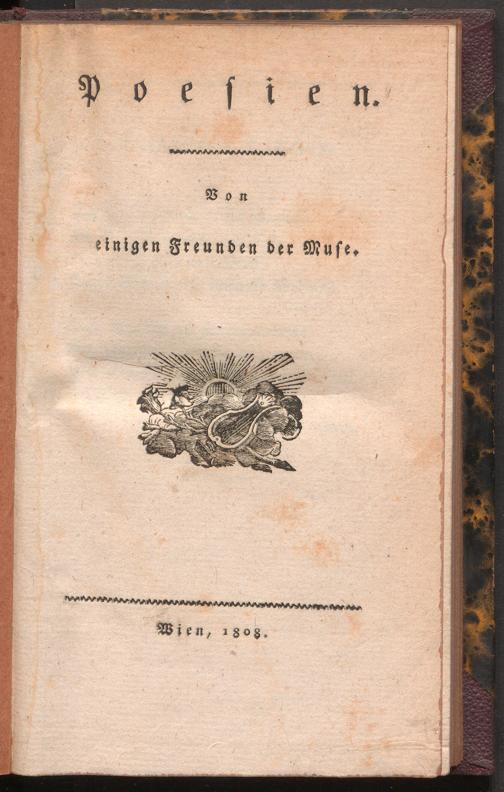 Poeſien.
Von
einigen Freunden der Muſe.
Wien, 1808.